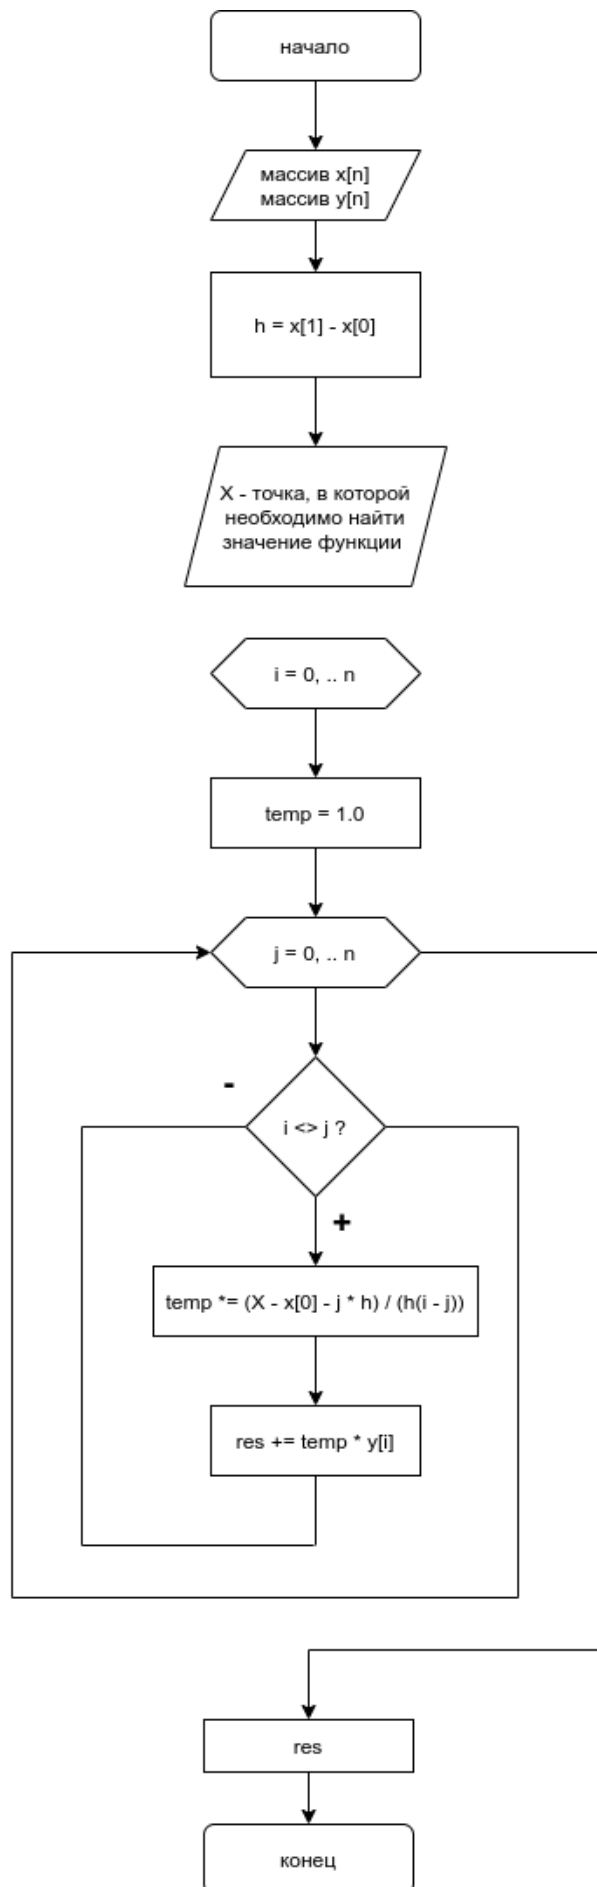 начало
массив x[n]
массив y[n]
h = x[1] - x[0]
X - точка, в которой
необходимо найти
значение функции
i = 0, .. n
temp = 1.0
j = 0, .. n
-
i <> j ?
+
temp *= (X - x[0] - j * h) / (h(i - j))
res += temp * y[i]
res
конец